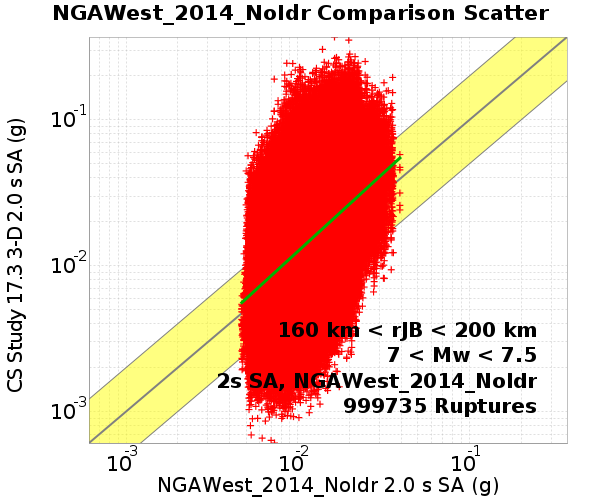 NGAWest_2014_NoIdr Comparison Scatter
CS Study 17.3 3-D 2.0 s SA (g)
10-1
10-2
10-3
160 km < rJB < 200 km
7 < Mw < 7.5
2s SA, NGAWest_2014_NoIdr
999735 Ruptures
10-3 10-2 10-1
NGAWest_2014_NoIdr 2.0 s SA (g)